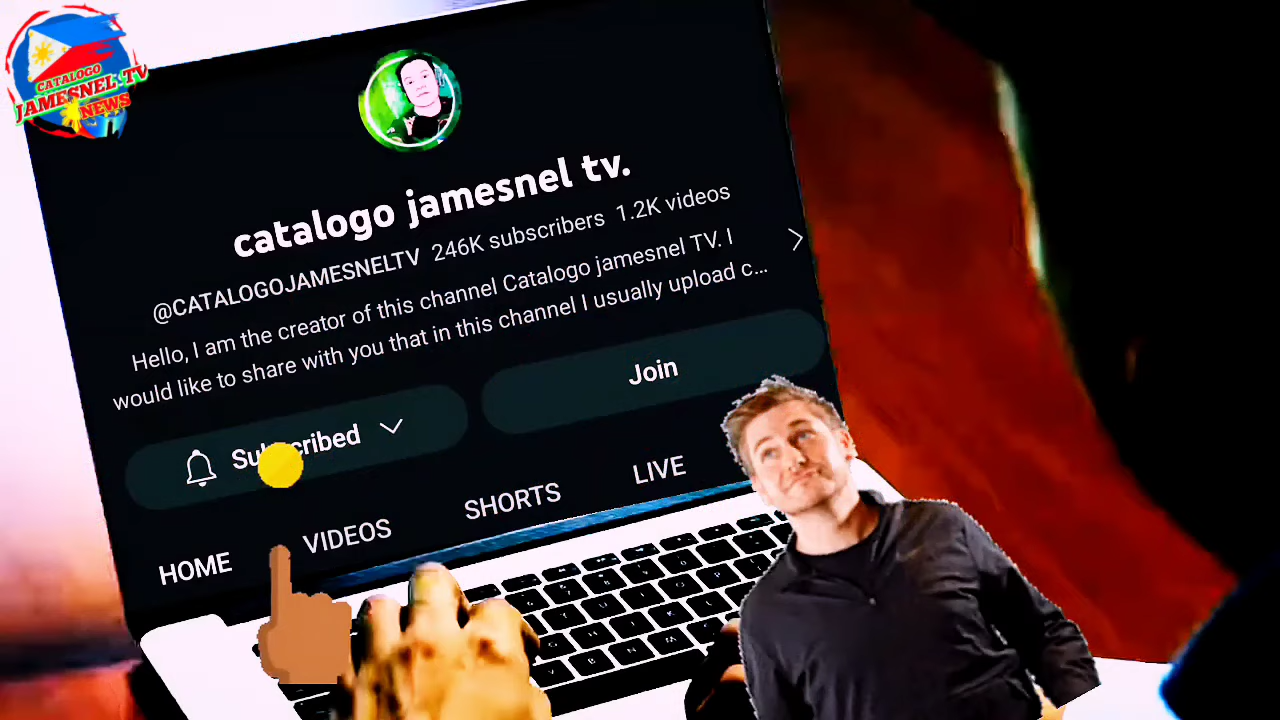 CATALOGO
JAMESNEL TV
NEWS
catalogo jamesnel tv.
@CATALOGOJAMESNELTV 246K subscribers 1.2K videos
Hello, I am the creator of this channel Catalogo jamesnel TV. I
would like to share with you that in this channel I usually upload c...
Subscribed
Join
HOME VIDEOS SHORTS LIVE